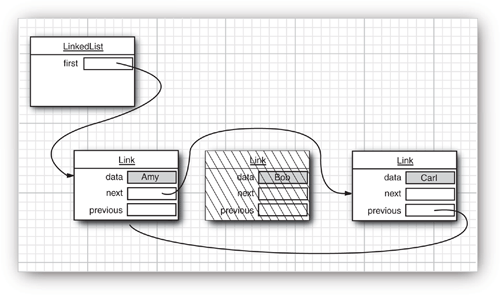 LinkedList
first
Link
data Amy
next
previous
Link
data Bob
next
previous
Link
data Carl
next
previous